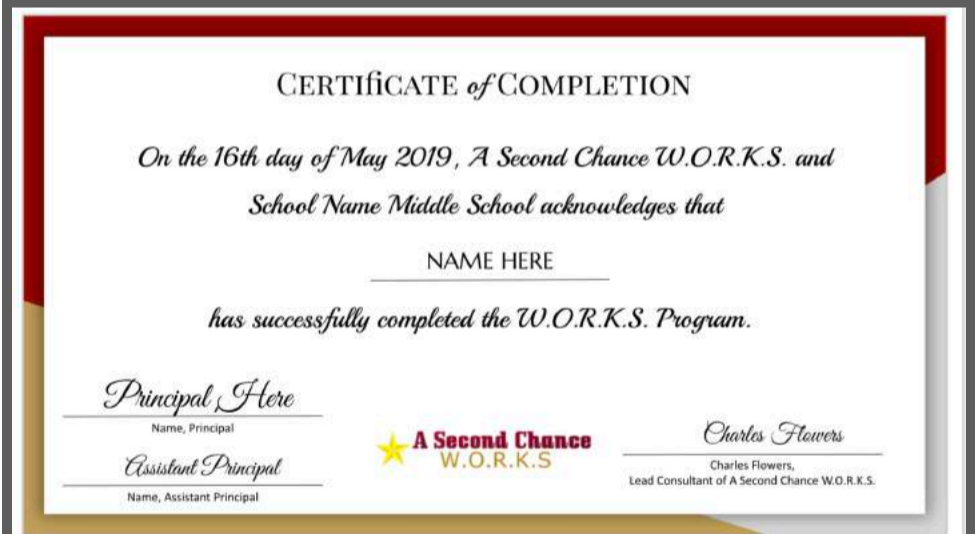 CERTIfiCATE of COMPLETION
On the 16th day of May 2019, A Second Chance W.O.R.K.S. and
School Name Middle School acknowledges that
NAME HERE
has successfully completed the W.O.R.K.S. Program.
Principal Here
Name, Principal
Assistant Principal
Name, Assistant Principal
A Second Chance
W.O.R.K.S
Charles Flowers
Charles Flowers,
Lead Consultant of A Second Chance W.O.R.K.S.